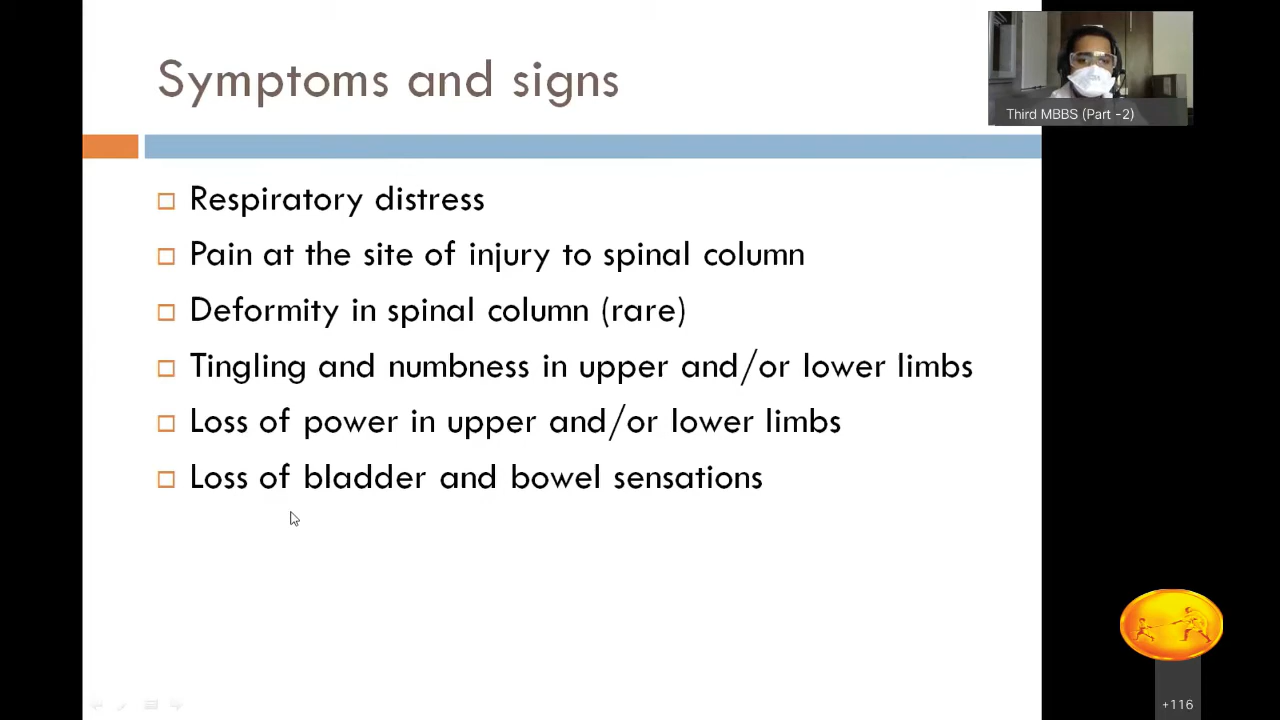 Symptoms and signs
Third MBBS (Part -2)
Respiratory distress
Pain at the site of injury to spinal column
Deformity in spinal column (rare)
Tingling and numbness in upper and/or lower limbs
Loss of power in upper and/or lower limbs
Loss of bladder and bowel sensations
+116